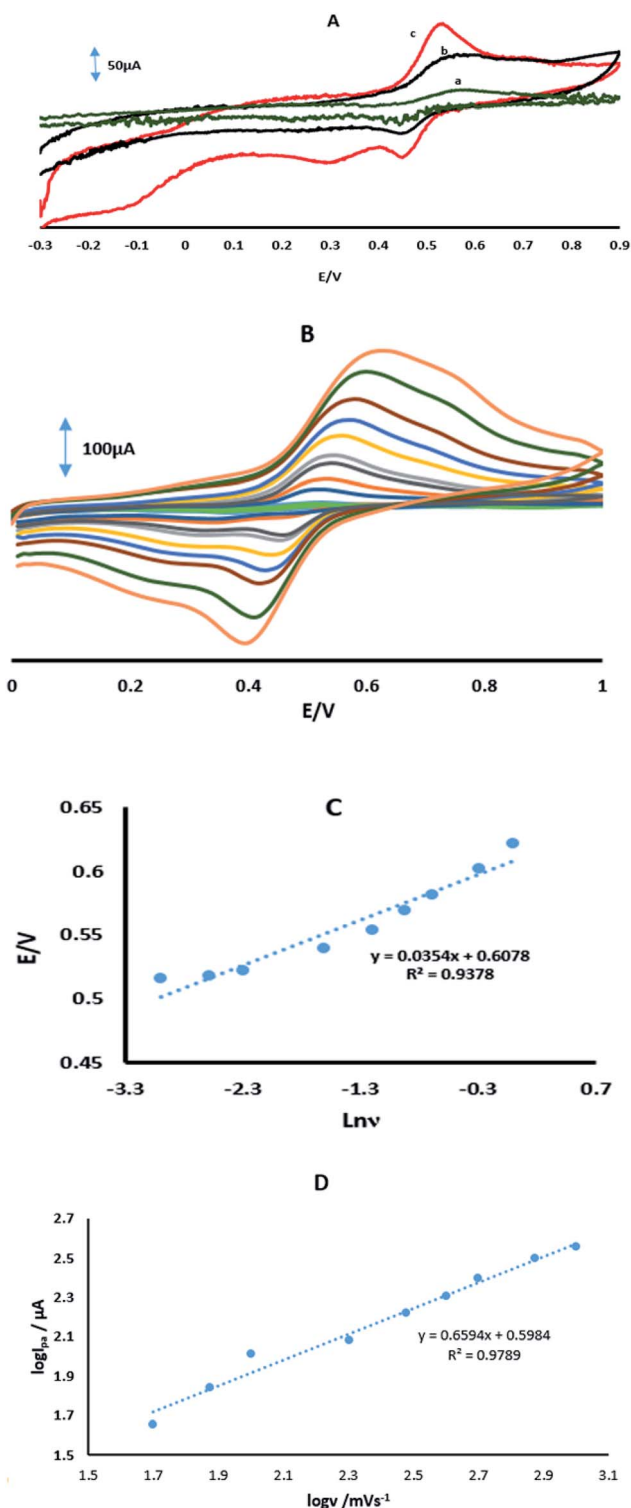 A
50µA
c
b
a
-0.3 -0.2 -0.1 0 0.1 0.2 0.3 0.4 0.5 0.6 0.7 0.8 0.9
E/V
B
100µA
0 0.2 0.4 0.6 0.8 1
E/V
C
0.65
0.6
0.55
0.5
0.45
E/V
y = 0.0354x + 0.6078
R² = 0.9378
-3.3 -2.3 -1.3 -0.3 0.7
Lnν
D
2.7
2.5
2.3
2.1
1.9
1.7
1.5
logIpa / µA
y = 0.6594x + 0.5984
R² = 0.9789
1.5 1.7 1.9 2.1 2.3 2.5 2.7 2.9 3.1
logν /mVs⁻¹